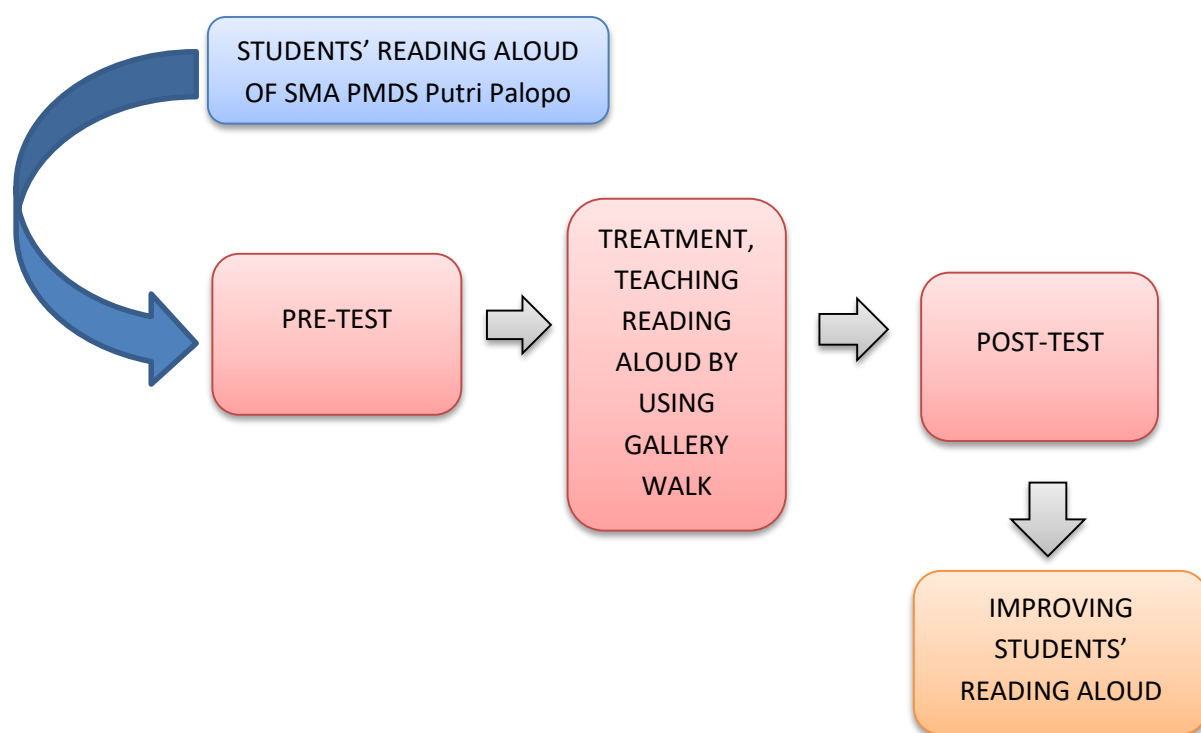 STUDENTS’ READING ALOUD
OF SMA PMDS Putri Palopo
PRE-TEST
TREATMENT,
TEACHING
READING
ALOUD BY
USING
GALLERY
WALK
POST-TEST
IMPROVING
STUDENTS’
READING ALOUD